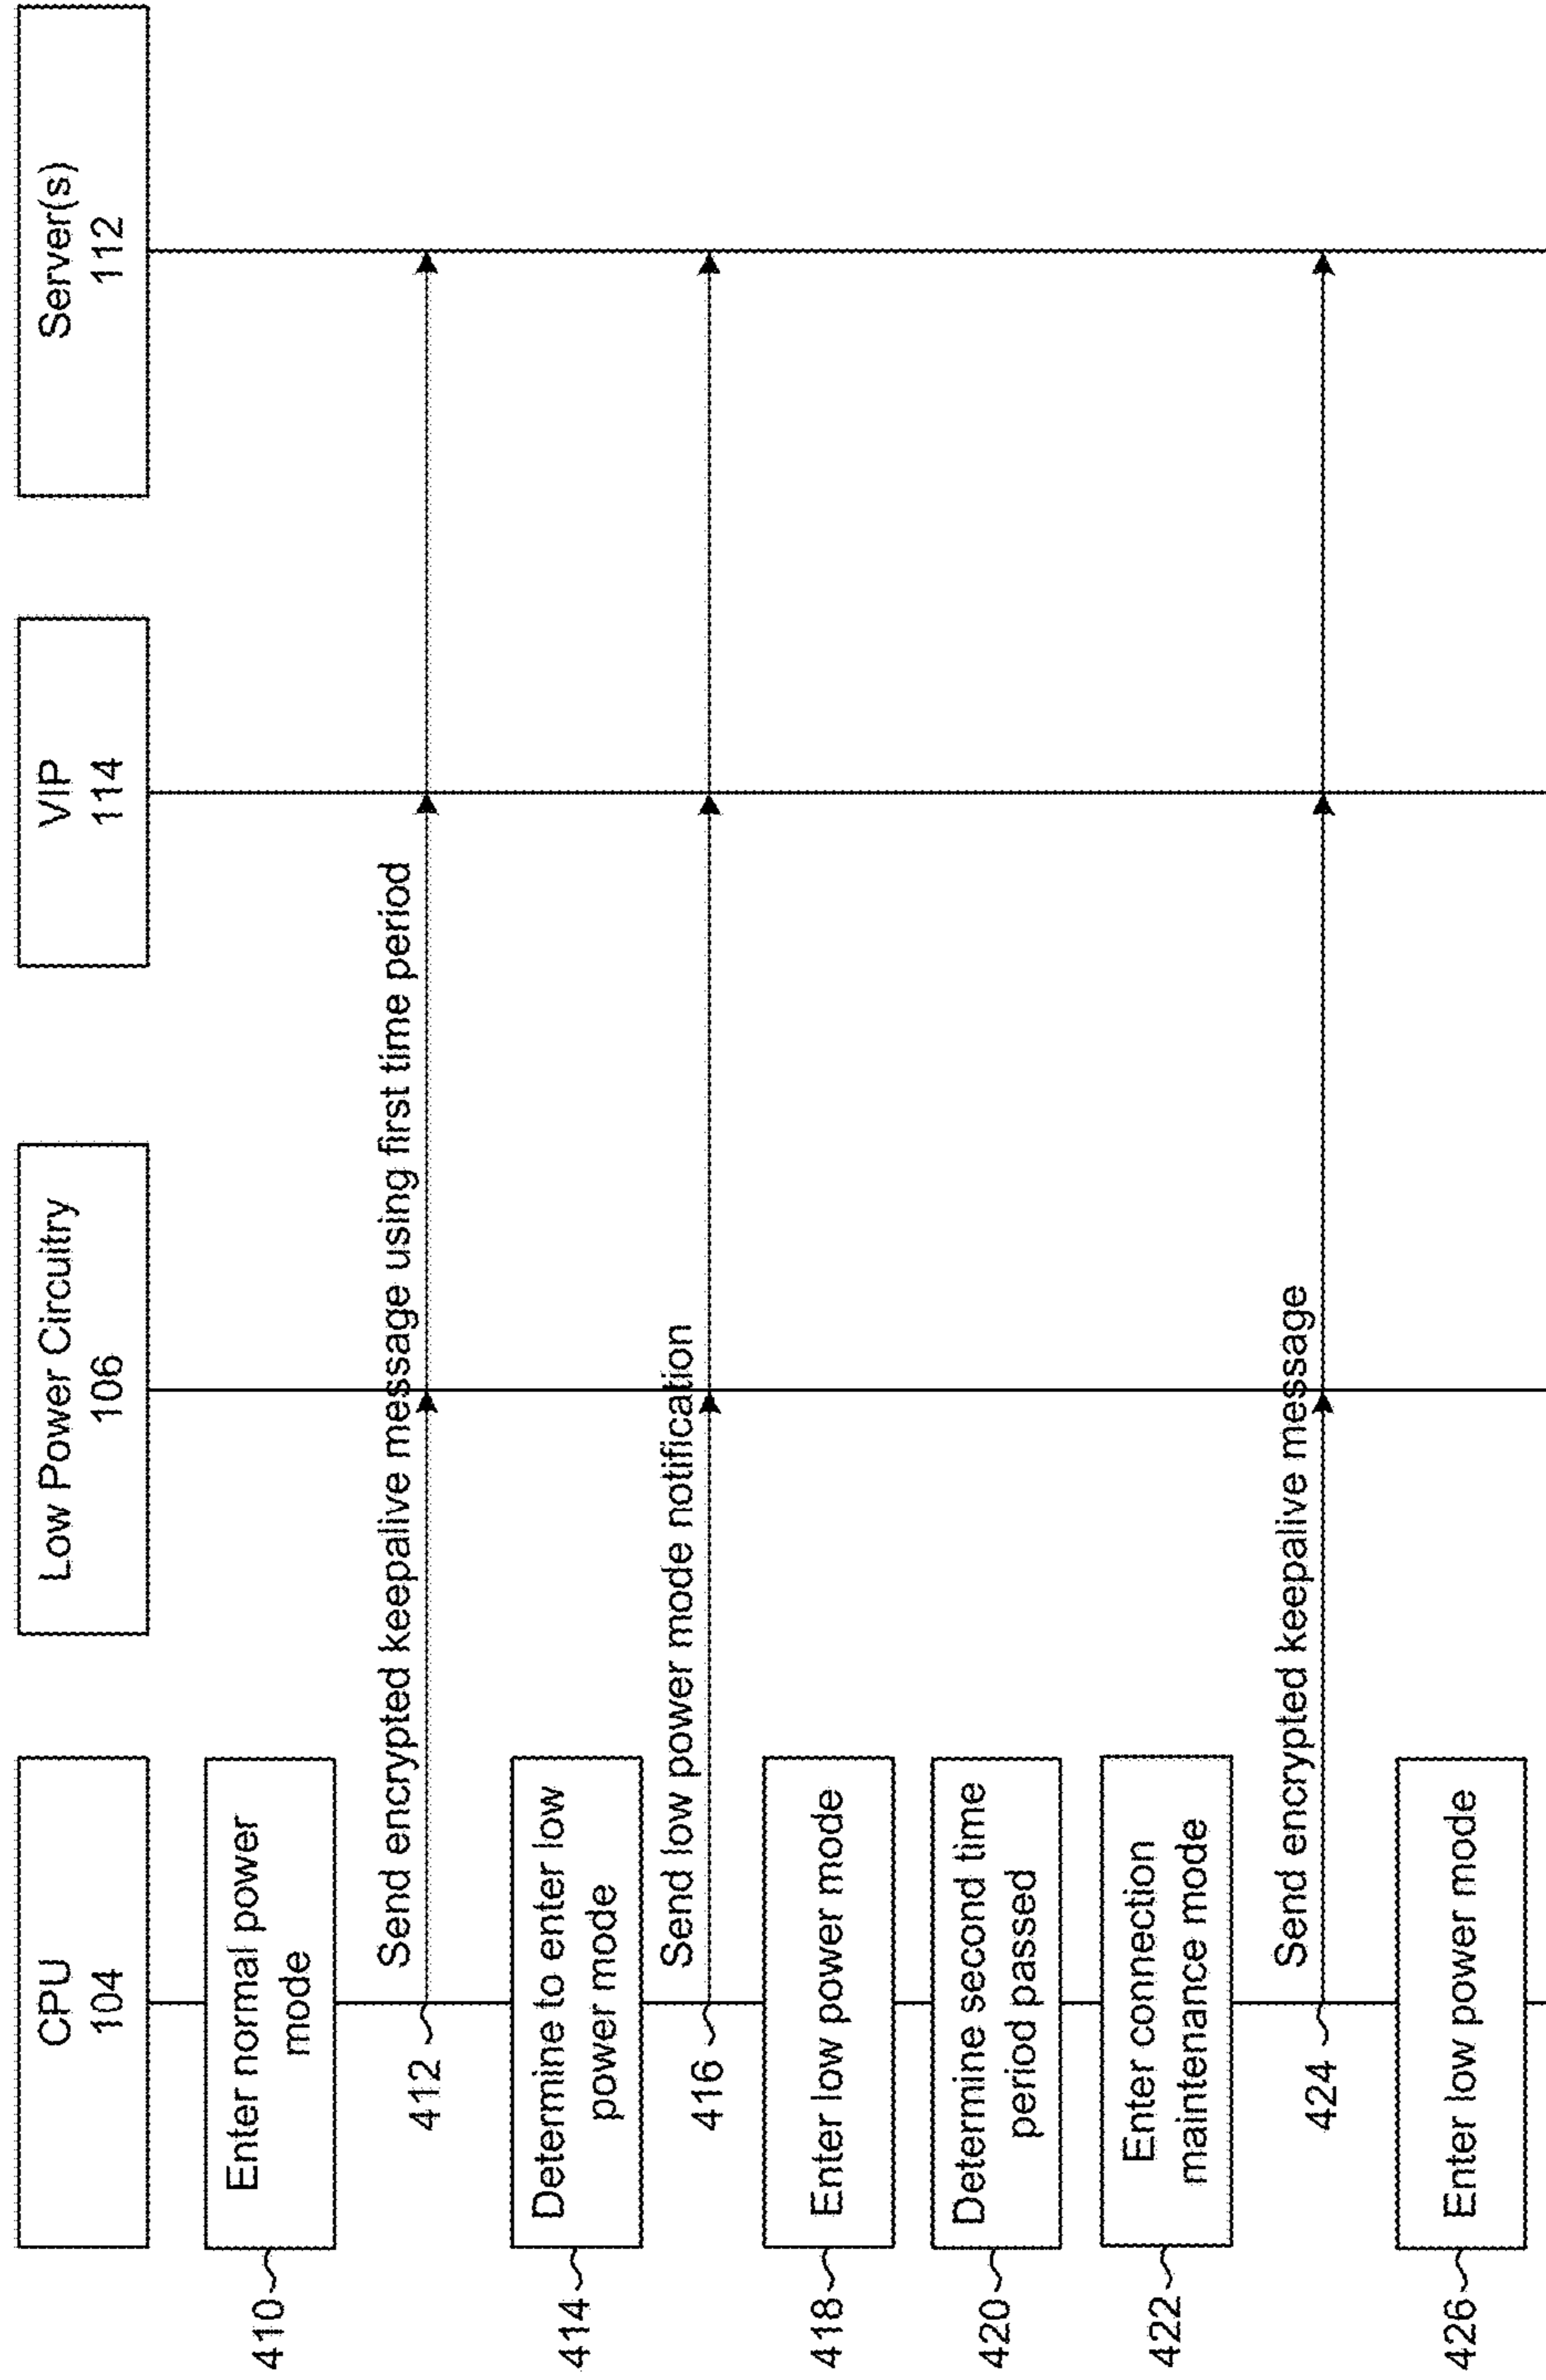 CPU
104
Low Power Circuitry
106
VIP
114
Server(s)
112
410
Enter normal power
mode
Send encrypted keepalive message using first time period
412
414
Determine to enter low
power mode
Send low power mode notification
416
418
Enter low power mode
420
Determine second time
period passed
422
Enter connection
maintenance mode
Send encrypted keepalive message
424
426
Enter low power mode